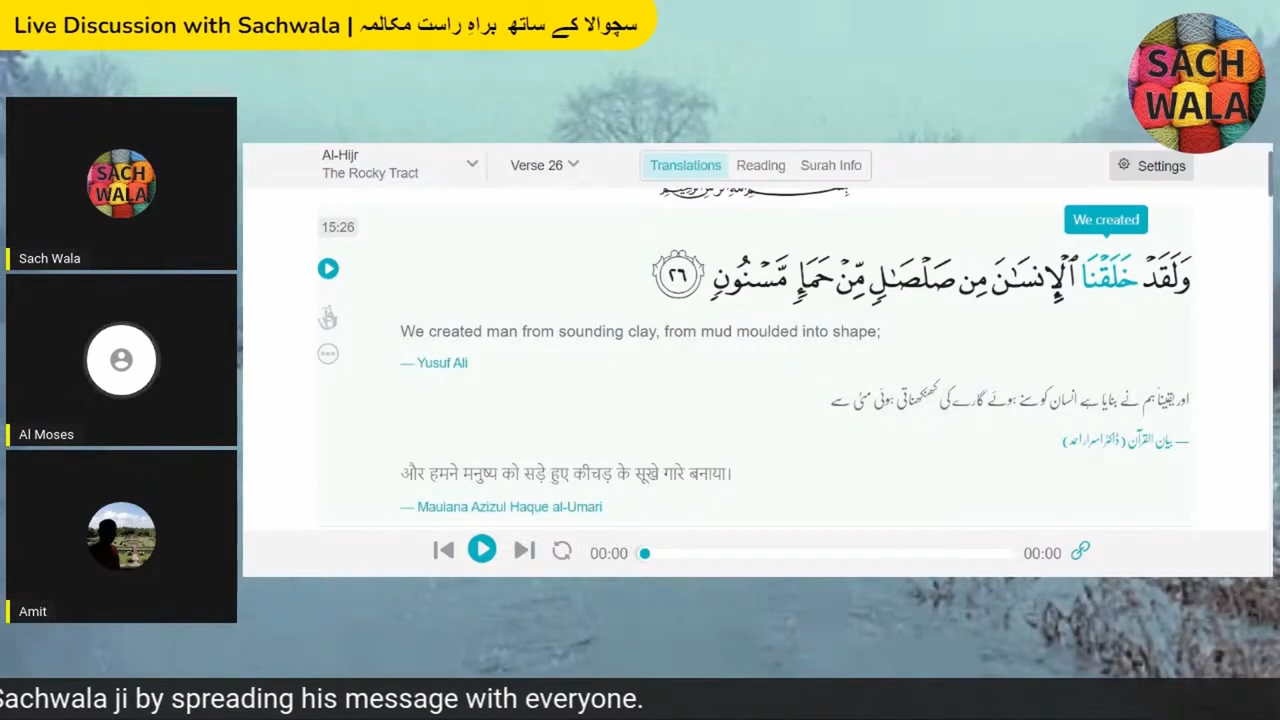 Live Discussion with Sachwala | سچوالا کے ساتھ براہِ راست مکالمہ
SACH
WALA
SACH
WALA
Sach Wala
Al Moses
Amit
Al-Hijr
The Rocky Tract
Verse 26
Translations Reading Surah Info
Settings
15:26
We created
وَلَقَدْ خَلَقْنَا ٱلْإِنسَـٰنَ مِن صَلْصَـٰلٍ مِّنْ حَمَإٍ مَّسْنُونٍ ٢٦
We created man from sounding clay, from mud moulded into shape;
— Yusuf Ali
اور یقیناً ہم نے بنایا ہے انسان کو سنے ہوئے گارے کی کھنکھناتی ہوئی مٹی سے
— بیان القرآن (ڈاکٹر اسرار احمد)
और हमने मनुष्य को सड़े हुए कीचड़ के सूखे गारे बनाया।
— Maulana Azizul Haque al-Umari
00:00 00:00
Sachwala ji by spreading his message with everyone.